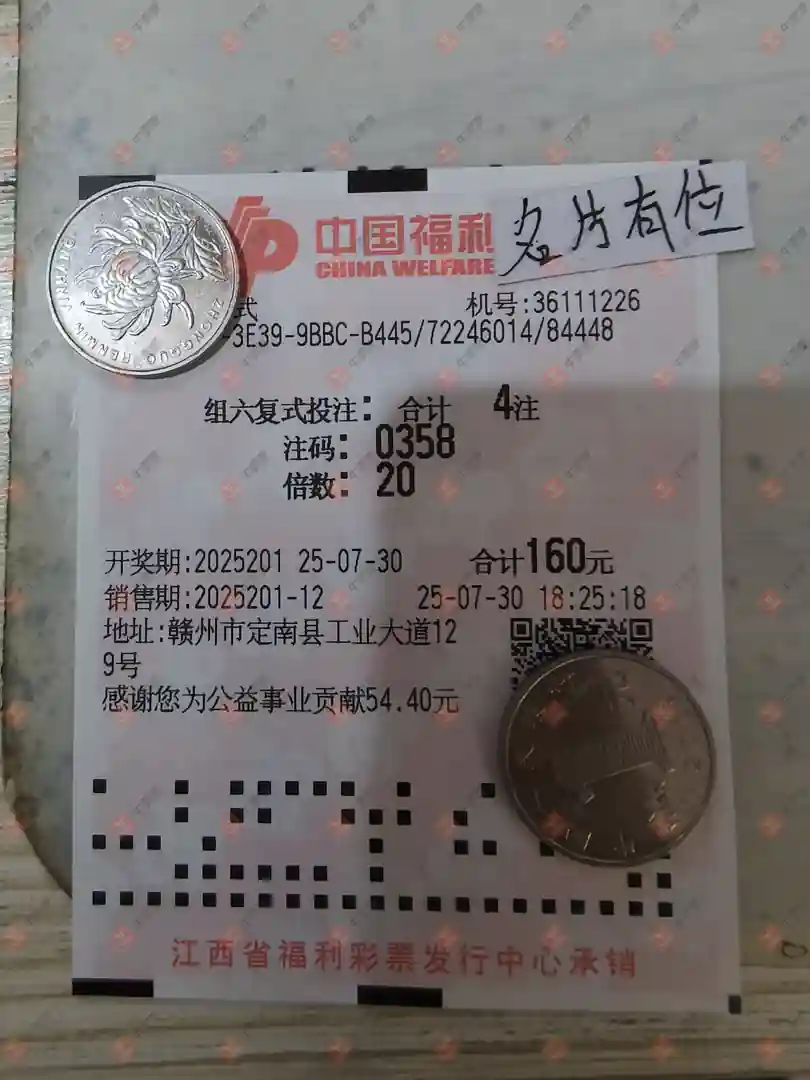 中国福利
CHINA WELFARE
名片有位
ZHONGGUO RENMIN
式 机号:36111226
-3E39-9BBC-B445/72246014/84448
组六复式投注: 合计 4注
注码: 0358
倍数: 20
开奖期:2025201 25-07-30 合计160元
销售期:2025201-12 25-07-30 18:25:18
地址:赣州市定南县工业大道12
9号
感谢您为公益事业贡献54.40元
江西省福利彩票发行中心承销